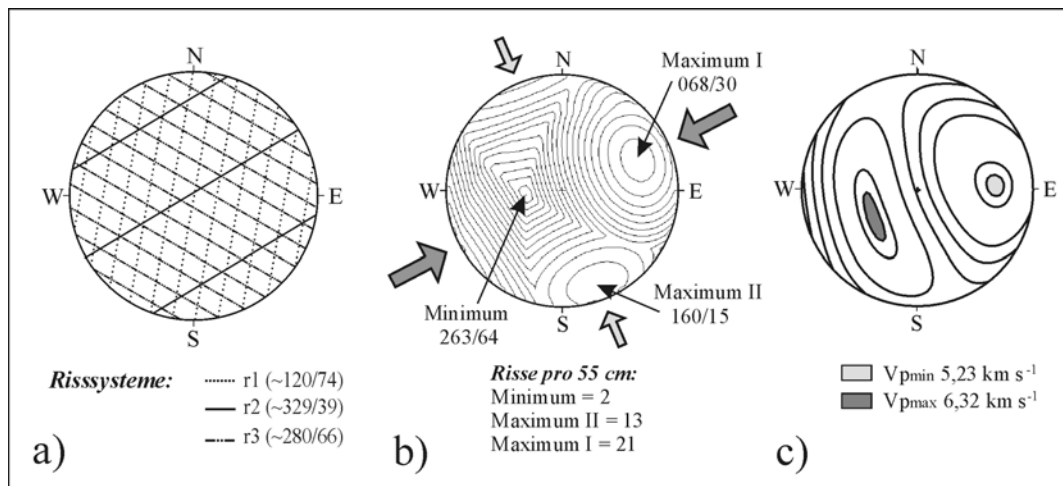 N
W
E
S
Risssysteme:
r1 (~120/74)
r2 (~329/39)
r3 (~280/66)
a)
N
Maximum I
068/30
W
E
Minimum
263/64
S
Maximum II
160/15
Risse pro 55 cm:
Minimum = 2
Maximum II = 13
Maximum I = 21
b)
N
W
E
S
Vpmin 5,23 km s-1
Vpmax 6,32 km s-1
c)